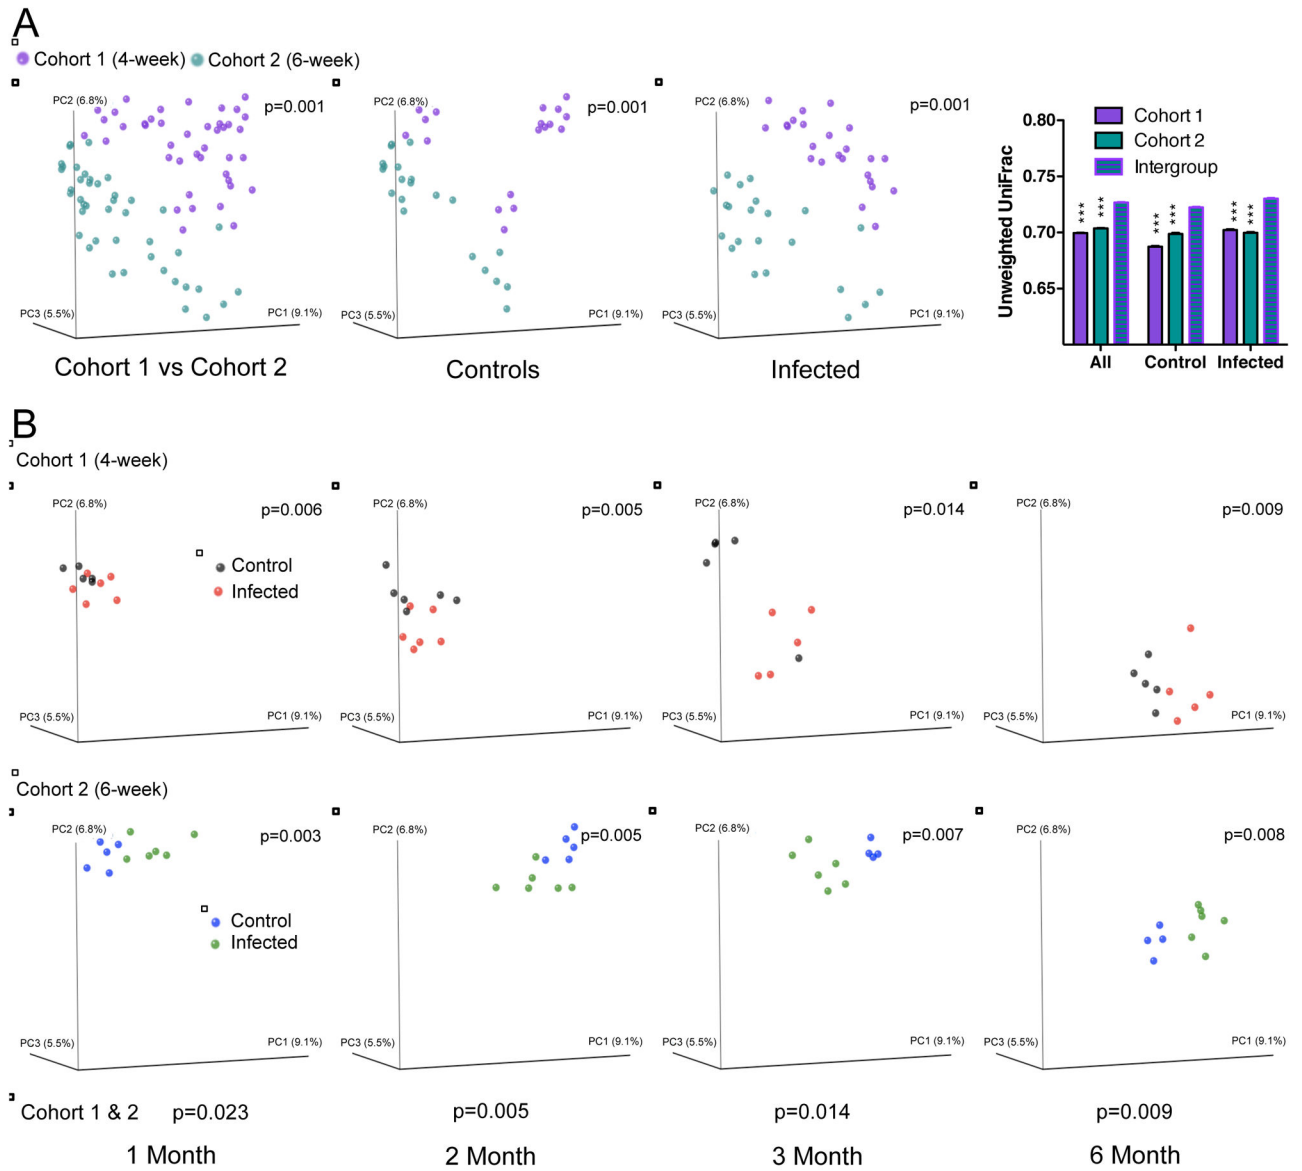 A
Cohort 1 (4-week) Cohort 2 (6-week)
PC2 (6.8%) p=0.001
PC3 (5.5%) PC1 (9.1%)
Cohort 1 vs Cohort 2
PC2 (6.8%) p=0.001
PC3 (5.5%) PC1 (9.1%)
Controls
PC2 (6.8%) p=0.001
PC3 (5.5%) PC1 (9.1%)
Infected
Unweighted UniFrac
0.80
0.75
0.70
0.65
Cohort 1
Cohort 2
Intergroup
*** *** *** *** *** ***
All Control Infected
B
Cohort 1 (4-week)
PC2 (6.8%) p=0.006
Control
Infected
PC3 (5.5%) PC1 (9.1%)
PC2 (6.8%) p=0.005
PC3 (5.5%) PC1 (9.1%)
PC2 (6.8%) p=0.014
PC3 (5.5%) PC1 (9.1%)
PC2 (6.8%) p=0.009
PC3 (5.5%) PC1 (9.1%)
Cohort 2 (6-week)
PC2 (6.8%) p=0.003
Control
Infected
PC3 (5.5%) PC1 (9.1%)
PC2 (6.8%) p=0.005
PC3 (5.5%) PC1 (9.1%)
PC2 (6.8%) p=0.007
PC3 (5.5%) PC1 (9.1%)
PC2 (6.8%) p=0.008
PC3 (5.5%) PC1 (9.1%)
Cohort 1 & 2 p=0.023 p=0.005 p=0.014 p=0.009
1 Month 2 Month 3 Month 6 Month